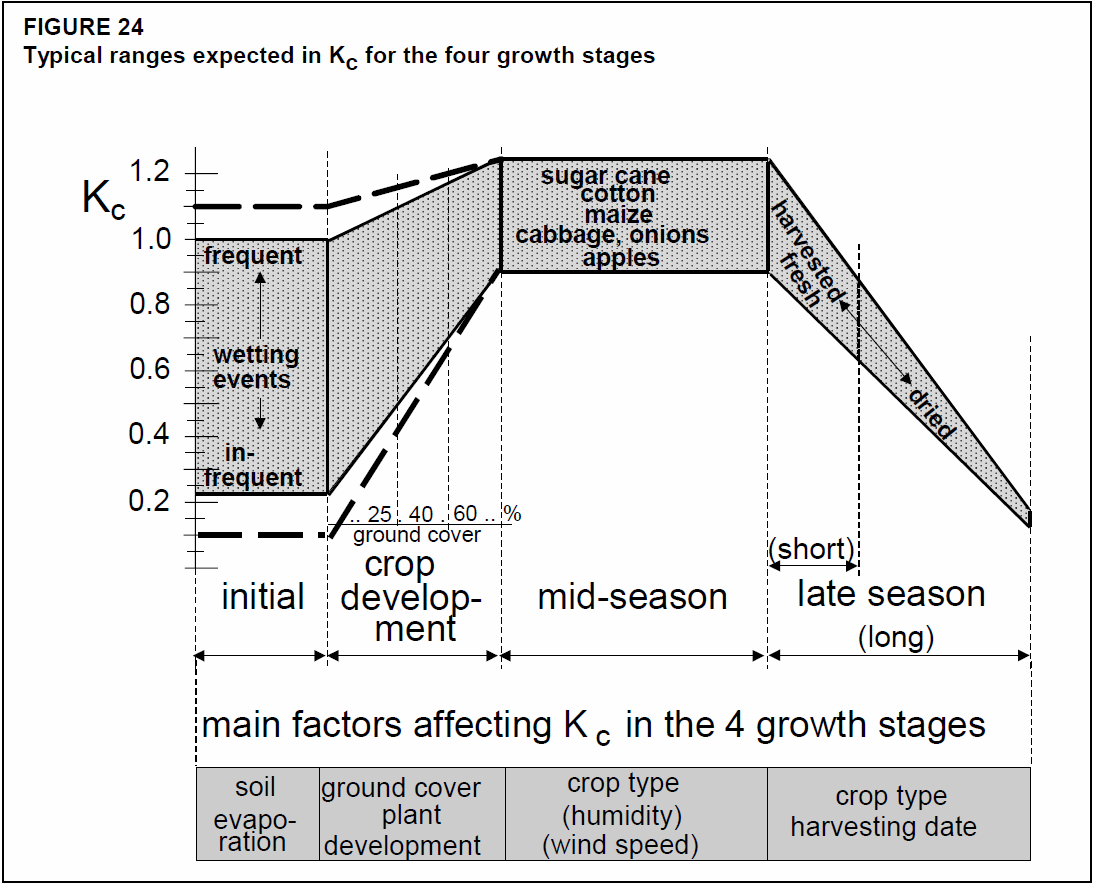 FIGURE 24
Typical ranges expected in Kc for the four growth stages
Kc
1.2
1.0
0.8
0.6
0.4
0.2
frequent
wetting
events
in-
frequent
sugar cane
cotton
maize
cabbage, onions
apples
harvested
fresh
dried
.. 25 . 40 . 60 .. %
ground cover
initial
crop
develop-
ment
mid-season
(short)
late season
(long)
main factors affecting Kc in the 4 growth stages
soil
evapo-
ration
ground cover
plant
development
crop type
(humidity)
(wind speed)
crop type
harvesting date